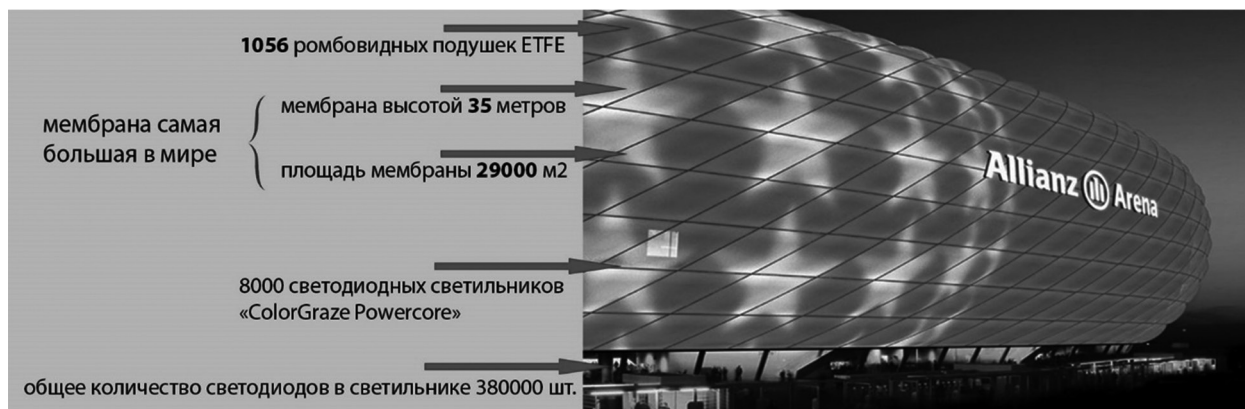 1056 ромбовидных подушек ETFE
мембрана самая
большая в мире
мембрана высотой 35 метров
площадь мембраны 29000 м2
8000 светодиодных светильников
«ColorGraze Powercore»
общее количество светодиодов в светильнике 380000 шт.
Allianz Arena